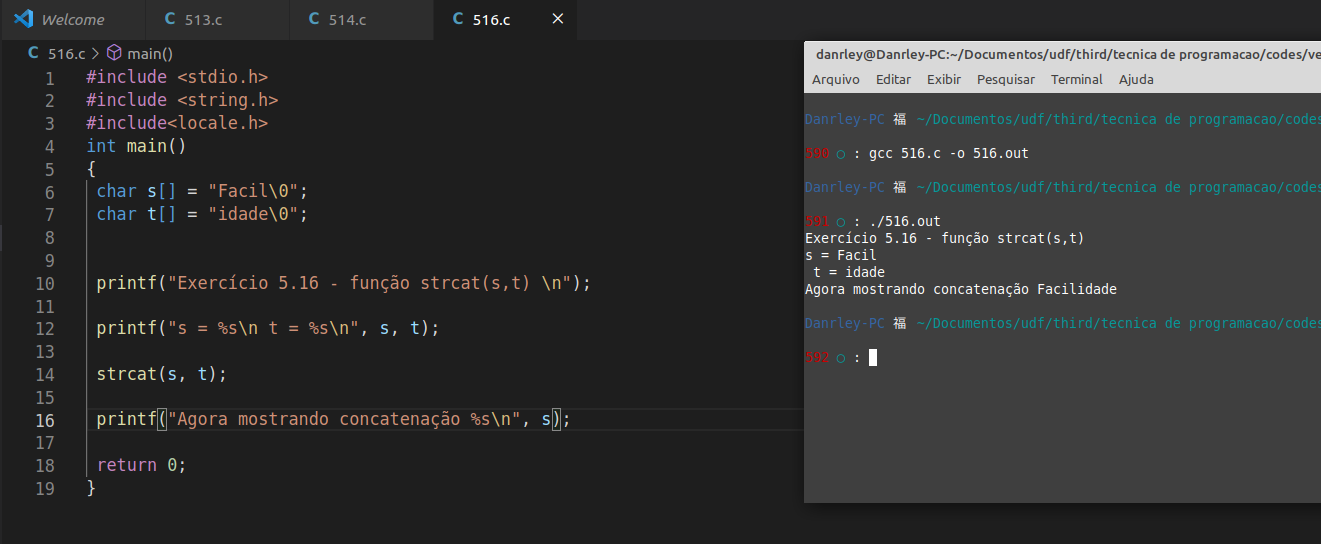 Welcome
513.c
514.c
516.c
516.c > main()
1 #include <stdio.h>
2 #include <string.h>
3 #include<locale.h>
4 int main()
5 {
6 char s[] = "Facil\0";
7 char t[] = "idade\0";
8
9
10 printf("Exercício 5.16 - função strcat(s,t) \n");
11
12 printf("s = %s\n t = %s\n", s, t);
13
14 strcat(s, t);
15
16 printf("Agora mostrando concatenação %s\n", s);
17
18 return 0;
19 }
danrley@Danrley-PC:~/Documentos/udf/third/tecnica de programacao/codes/ve
Arquivo Editar Exibir Pesquisar Terminal Ajuda
Danrley-PC 福 ~/Documentos/udf/third/tecnica de programacao/codes
590 ○ : gcc 516.c -o 516.out
Danrley-PC 福 ~/Documentos/udf/third/tecnica de programacao/codes
591 ○ : ./516.out
Exercício 5.16 - função strcat(s,t)
s = Facil
t = idade
Agora mostrando concatenação Facilidade
Danrley-PC 福 ~/Documentos/udf/third/tecnica de programacao/codes
592 ○ :